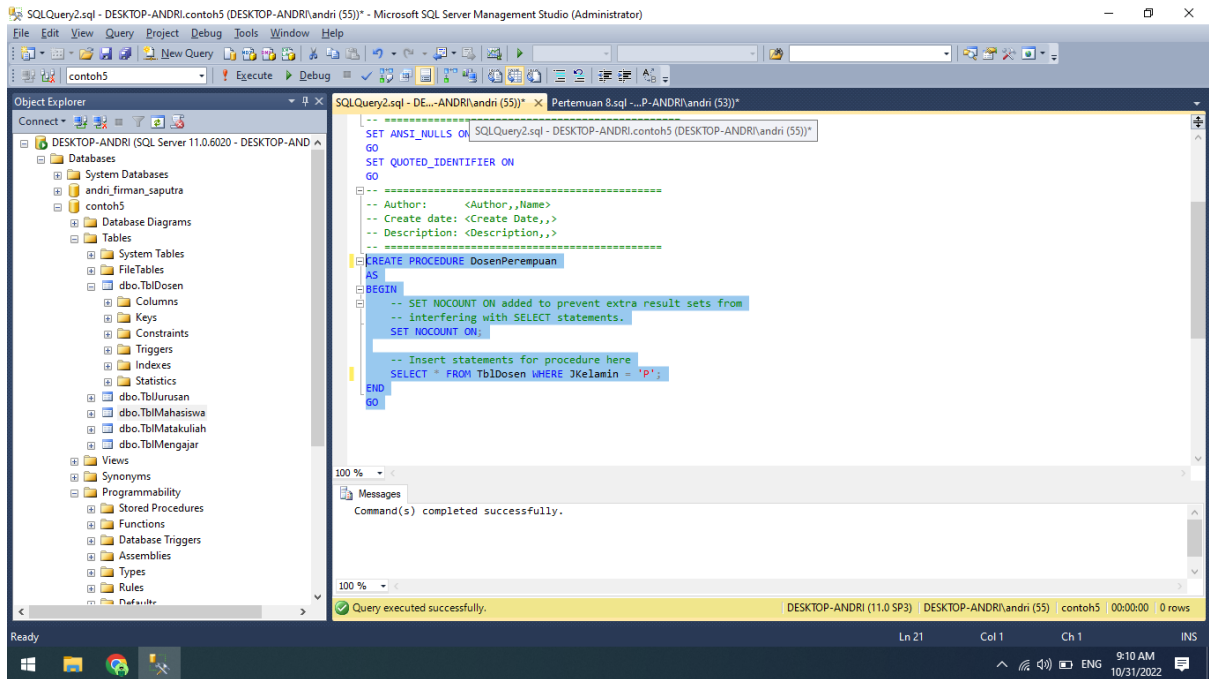 SQLQuery2.sql - DESKTOP-ANDRI.contoh5 (DESKTOP-ANDRI\andri (55))* - Microsoft SQL Server Management Studio (Administrator)
File Edit View Query Project Debug Tools Window Help
New Query
contoh5 Execute Debug
Object Explorer
Connect
DESKTOP-ANDRI (SQL Server 11.0.6020 - DESKTOP-AND
Databases
System Databases
andri_firman_saputra
contoh5
Database Diagrams
Tables
System Tables
FileTables
dbo.TblDosen
Columns
Keys
Constraints
Triggers
Indexes
Statistics
dbo.TblJurusan
dbo.TblMahasiswa
dbo.TblMatakuliah
dbo.TblMengajar
Views
Synonyms
Programmability
Stored Procedures
Functions
Database Triggers
Assemblies
Types
Rules
Defaults
SQLQuery2.sql - DE...-ANDRI\andri (55))* Pertemuan 8.sql -...P-ANDRI\andri (53))*
SQLQuery2.sql - DESKTOP-ANDRI.contoh5 (DESKTOP-ANDRI\andri (55))*
SET ANSI_NULLS ON
GO
SET QUOTED_IDENTIFIER ON
GO
-- =============================================
-- Author: <Author,,Name>
-- Create date: <Create Date,,>
-- Description: <Description,,>
-- =============================================
CREATE PROCEDURE DosenPerempuan
AS
BEGIN
-- SET NOCOUNT ON added to prevent extra result sets from
-- interfering with SELECT statements.
SET NOCOUNT ON;
-- Insert statements for procedure here
SELECT * FROM TblDosen WHERE JKelamin = 'P';
END
GO
100 %
Messages
Command(s) completed successfully.
100 %
Query executed successfully. DESKTOP-ANDRI (11.0 SP3) DESKTOP-ANDRI\andri (55) contoh5 00:00:00 0 rows
Ready Ln 21 Col 1 Ch 1 INS
ENG 9:10 AM
10/31/2022